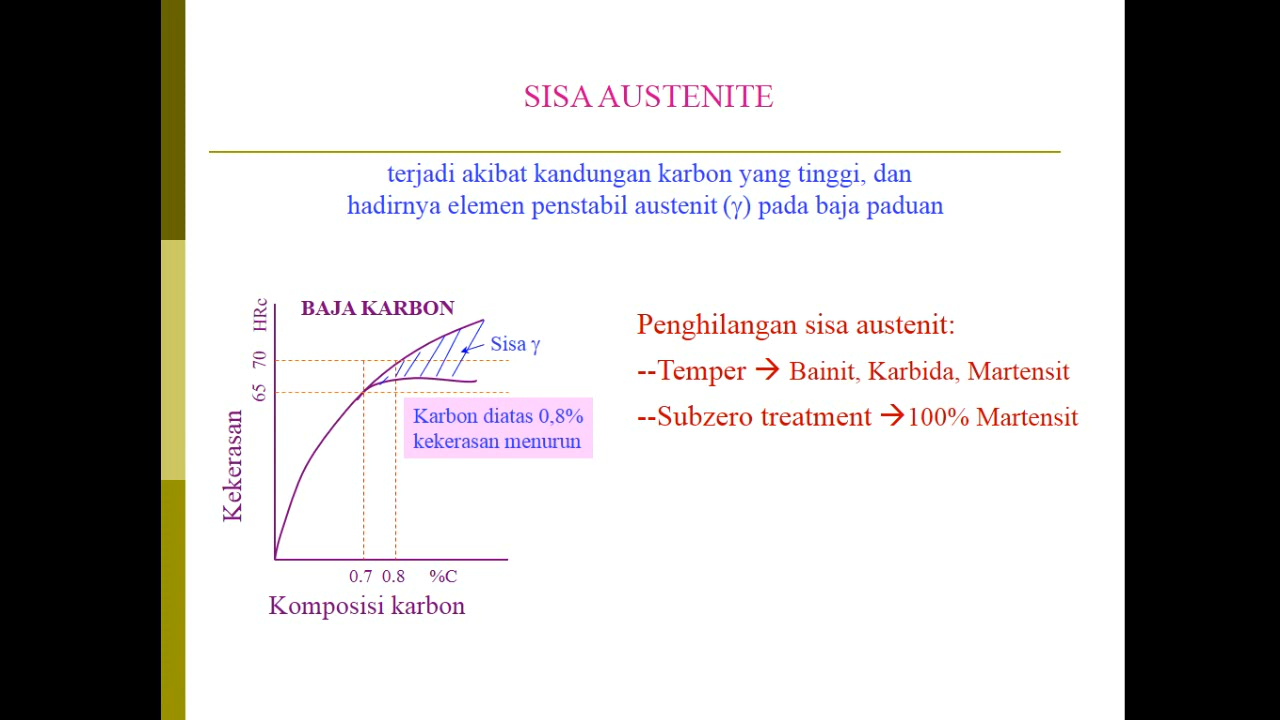 SISA AUSTENITE
terjadi akibat kandungan karbon yang tinggi, dan
hadirnya elemen penstabil austenit (γ) pada baja paduan
BAJA KARBON
HRc
70
65
Kekerasan
Sisa γ
Karbon diatas 0,8%
kekerasan menurun
0.7 0.8 %C
Komposisi karbon
Penghilangan sisa austenit:
--Temper → Bainit, Karbida, Martensit
--Subzero treatment →100% Martensit